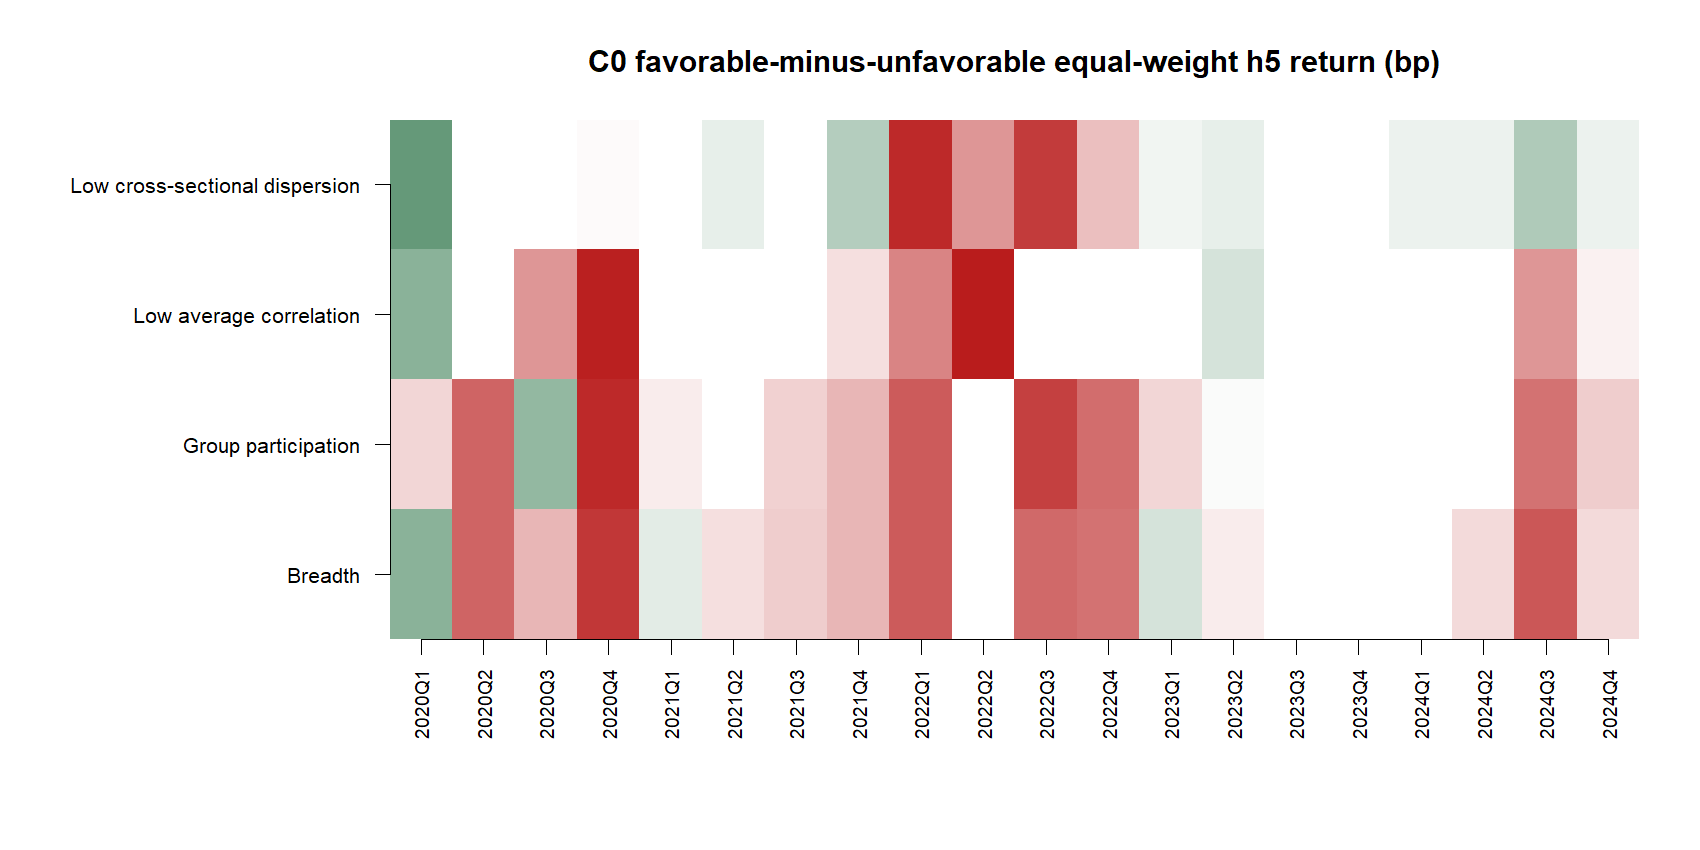 C0 favorable-minus-unfavorable equal-weight h5 return (bp)
Low cross-sectional dispersion
Low average correlation
Group participation
Breadth
2020Q1
2020Q2
2020Q3
2020Q4
2021Q1
2021Q2
2021Q3
2021Q4
2022Q1
2022Q2
2022Q3
2022Q4
2023Q1
2023Q2
2023Q3
2023Q4
2024Q1
2024Q2
2024Q3
2024Q4